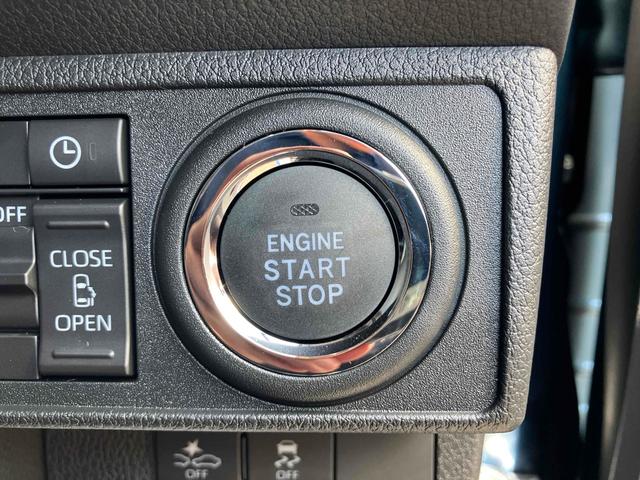 OFF
CLOSE
OPEN
ENGINE
START
STOP
OFF
OFF